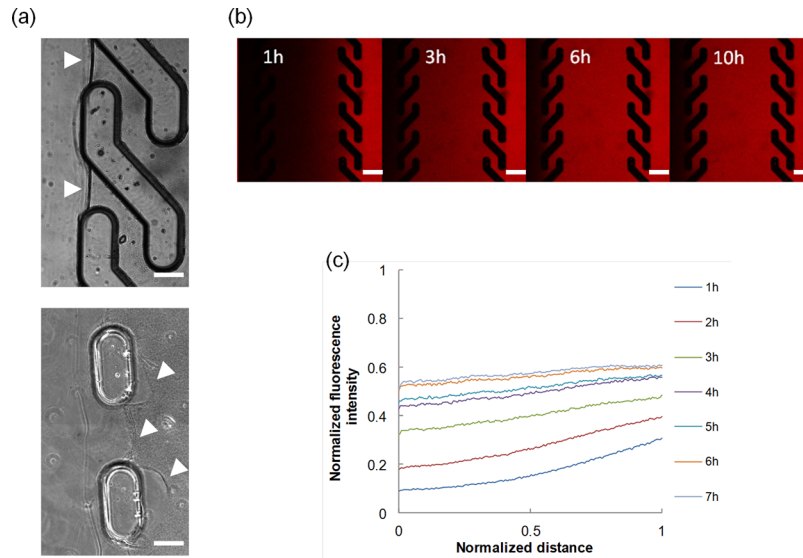 (a)
(b)
1h
3h
6h
10h
(c)
1
0.8
0.6
0.4
0.2
0
0
0.5
1
Normalized fluorescence
intensity
Normalized distance
1h
2h
3h
4h
5h
6h
7h